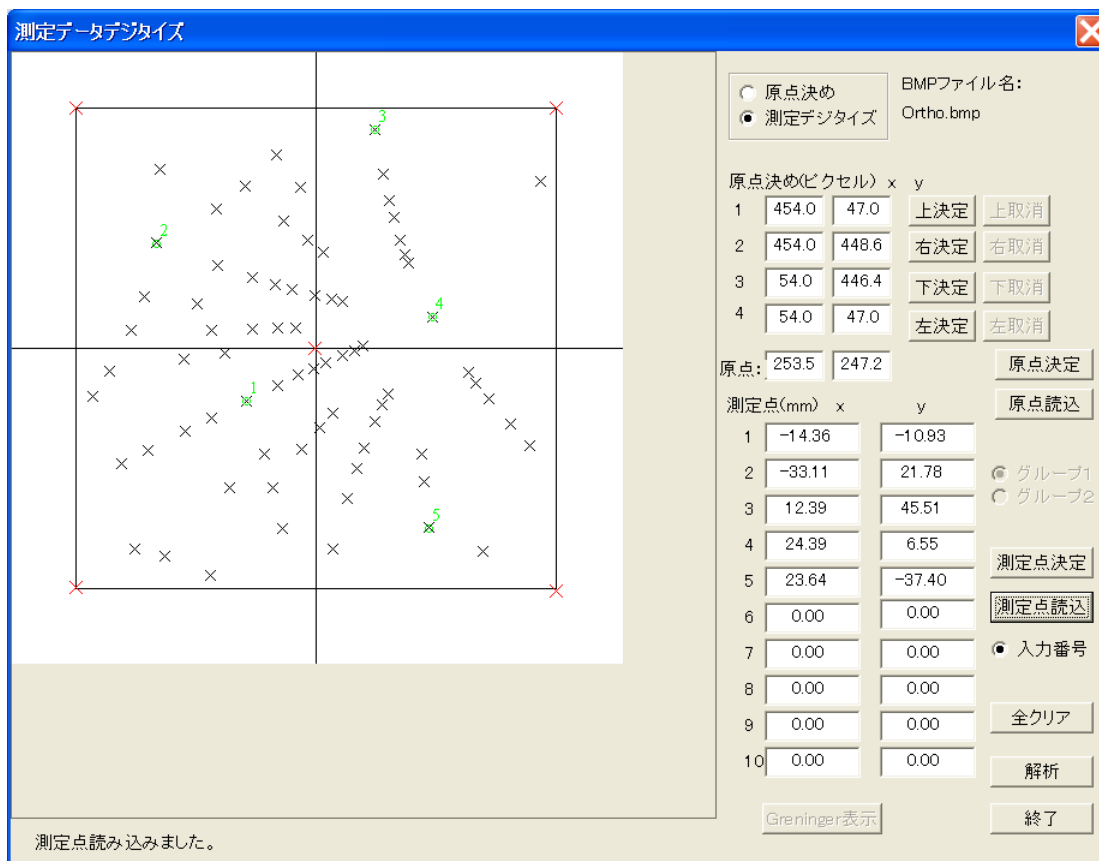 測定データデジタイズ
原点決め
測定デジタイズ
BMPファイル名:
Ortho.bmp
原点決め(ピクセル) x y
1 454.0 47.0 上決定 上取消
2 454.0 448.6 右決定 右取消
3 54.0 446.4 下決定 下取消
4 54.0 47.0 左決定 左取消
原点: 253.5 247.2 原点決定
原点読込
測定点(mm) x y
1 -14.36 -10.93
2 -33.11 21.78
3 12.39 45.51
4 24.39 6.55
5 23.64 -37.40
6 0.00 0.00
7 0.00 0.00
8 0.00 0.00
9 0.00 0.00
10 0.00 0.00
グループ1
グループ2
測定点決定
測定点読込
入力番号
全クリア
解析
Greninger表示
終了
3
2
4
1
5
測定点読み込みました。